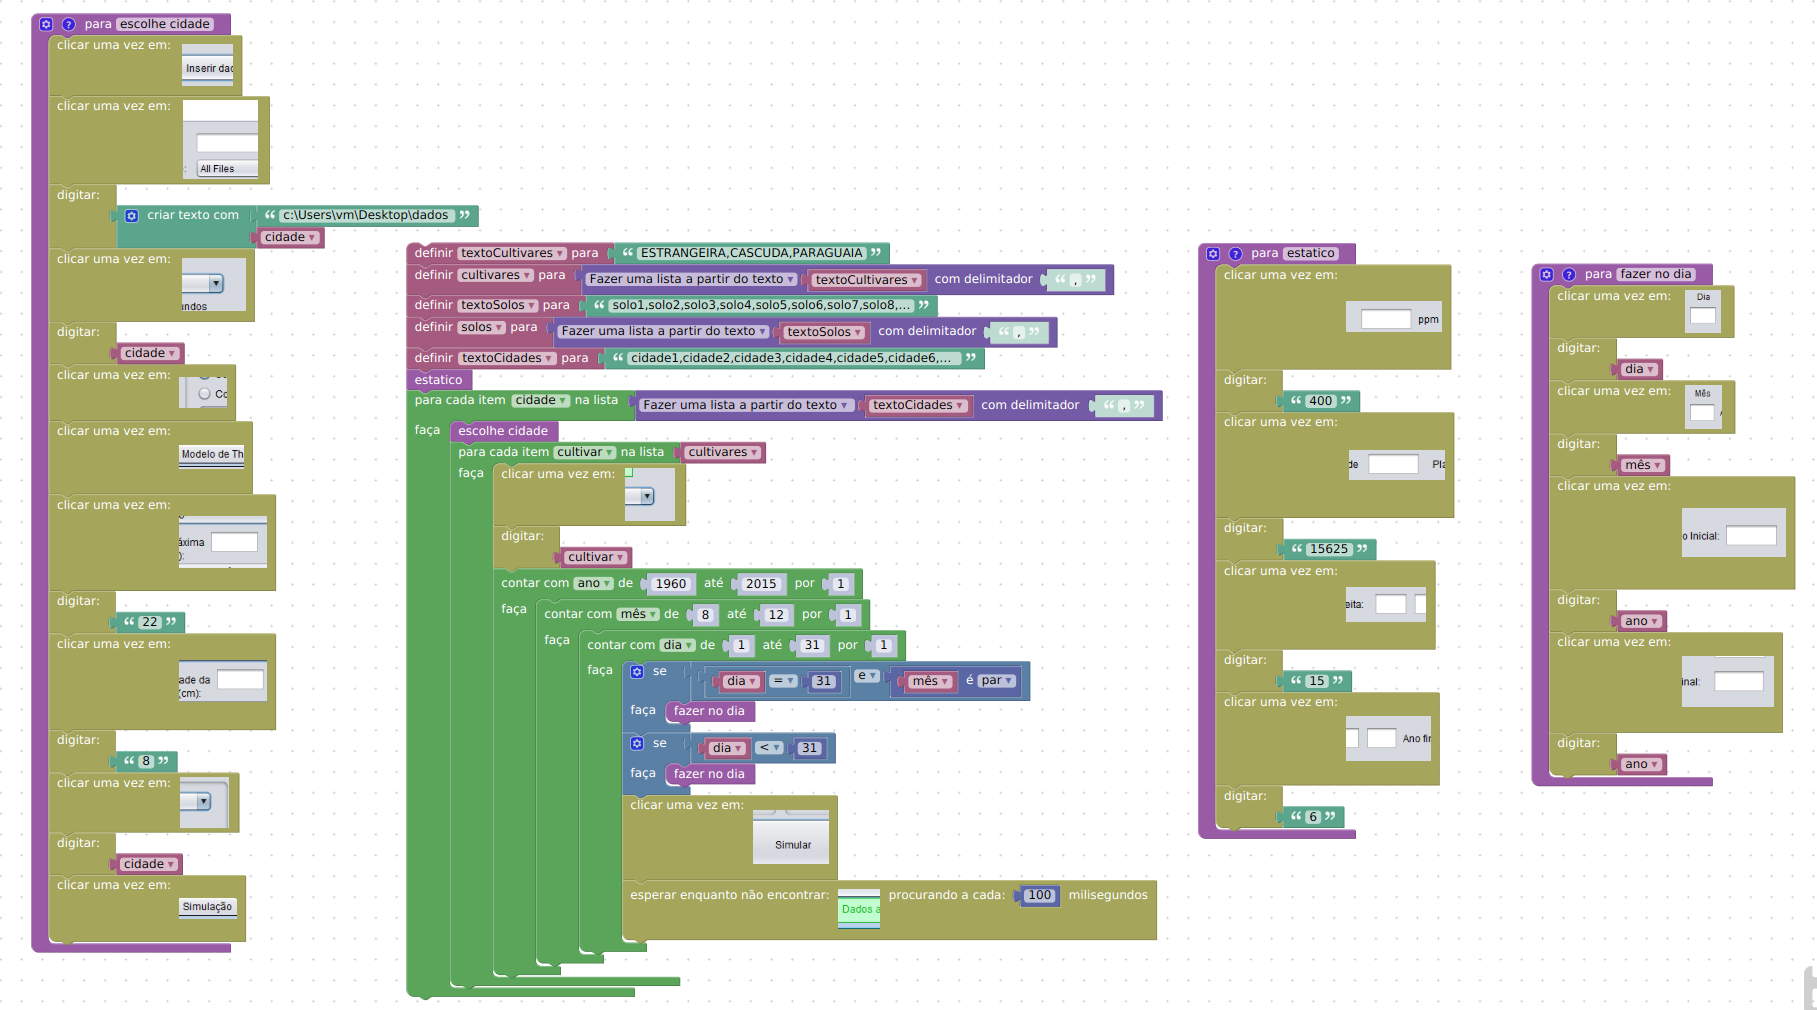 para escolhe cidade
clicar uma vez em:
Inserir dad
clicar uma vez em:
: All Files
digitar:
criar texto com “ c:\Users\vm\Desktop\dados ”
cidade
clicar uma vez em:
undos
digitar:
cidade
clicar uma vez em:
Co
clicar uma vez em:
Modelo de Th
clicar uma vez em:
áxima
):
digitar:
“ 22 ”
clicar uma vez em:
ade da
(cm):
digitar:
“ 8 ”
clicar uma vez em:
digitar:
cidade
clicar uma vez em:
Simulação
definir textoCultivares para “ ESTRANGEIRA,CASCUDA,PARAGUAIA ”
definir cultivares para Fazer uma lista a partir do texto textoCultivares com delimitador “ , ”
definir textoSolos para “ solo1,solo2,solo3,solo4,solo5,solo6,solo7,solo8,... ”
definir solos para Fazer uma lista a partir do texto textoSolos com delimitador “ , ”
definir textoCidades para “ cidade1,cidade2,cidade3,cidade4,cidade5,cidade6,... ”
estatico
para cada item cidade na lista Fazer uma lista a partir do texto textoCidades com delimitador “ , ”
faça escolhe cidade
para cada item cultivar na lista cultivares
faça clicar uma vez em:
digitar:
cultivar
contar com ano de 1960 até 2015 por 1
faça contar com mês de 8 até 12 por 1
faça contar com dia de 1 até 31 por 1
faça se dia = 31 e mês é par
faça fazer no dia
se dia < 31
faça fazer no dia
clicar uma vez em:
Simular
esperar enquanto não encontrar: Dados a procurando a cada: 100 milisegundos
para estatico
clicar uma vez em:
ppm
digitar:
“ 400 ”
clicar uma vez em:
de Pla
digitar:
“ 15625 ”
clicar uma vez em:
eita:
digitar:
“ 15 ”
clicar uma vez em:
Ano fin
digitar:
“ 6 ”
para fazer no dia
clicar uma vez em:
Dia
digitar:
dia
clicar uma vez em:
Mês
digitar:
mês
clicar uma vez em:
o Inicial:
digitar:
ano
clicar uma vez em:
inal:
digitar:
ano